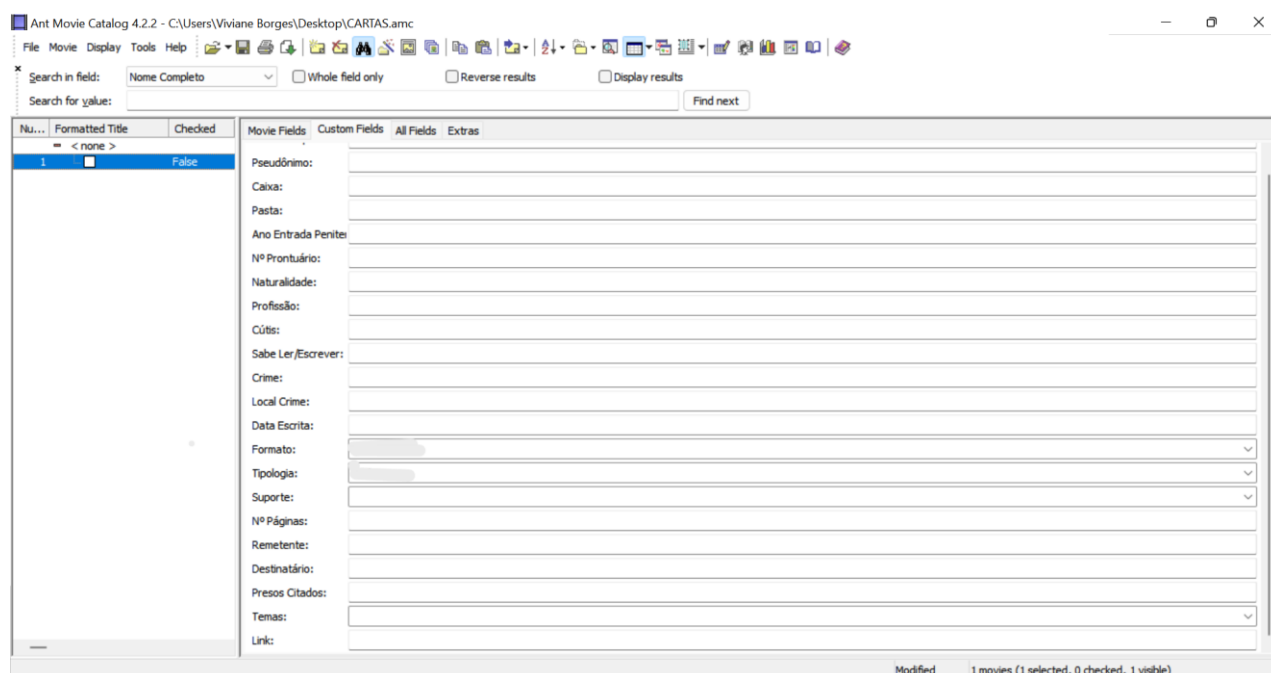 Ant Movie Catalog 4.2.2 - C:\Users\Viviane Borges\Desktop\CARTAS.amc
File Movie Display Tools Help
Search in field: Nome Completo Whole field only Reverse results Display results
Search for value: Find next
Nu... Formatted Title Checked
< none >
1 False
Movie Fields Custom Fields All Fields Extras
Pseudônimo:
Caixa:
Pasta:
Ano Entrada Peniter
Nº Prontuário:
Naturalidade:
Profissão:
Cútis:
Sabe Ler/Escrever:
Crime:
Local Crime:
Data Escrita:
Formato:
Tipologia:
Suporte:
Nº Páginas:
Remetente:
Destinatário:
Presos Citados:
Temas:
Link:
Modified 1 movies (1 selected, 0 checked, 1 visible)